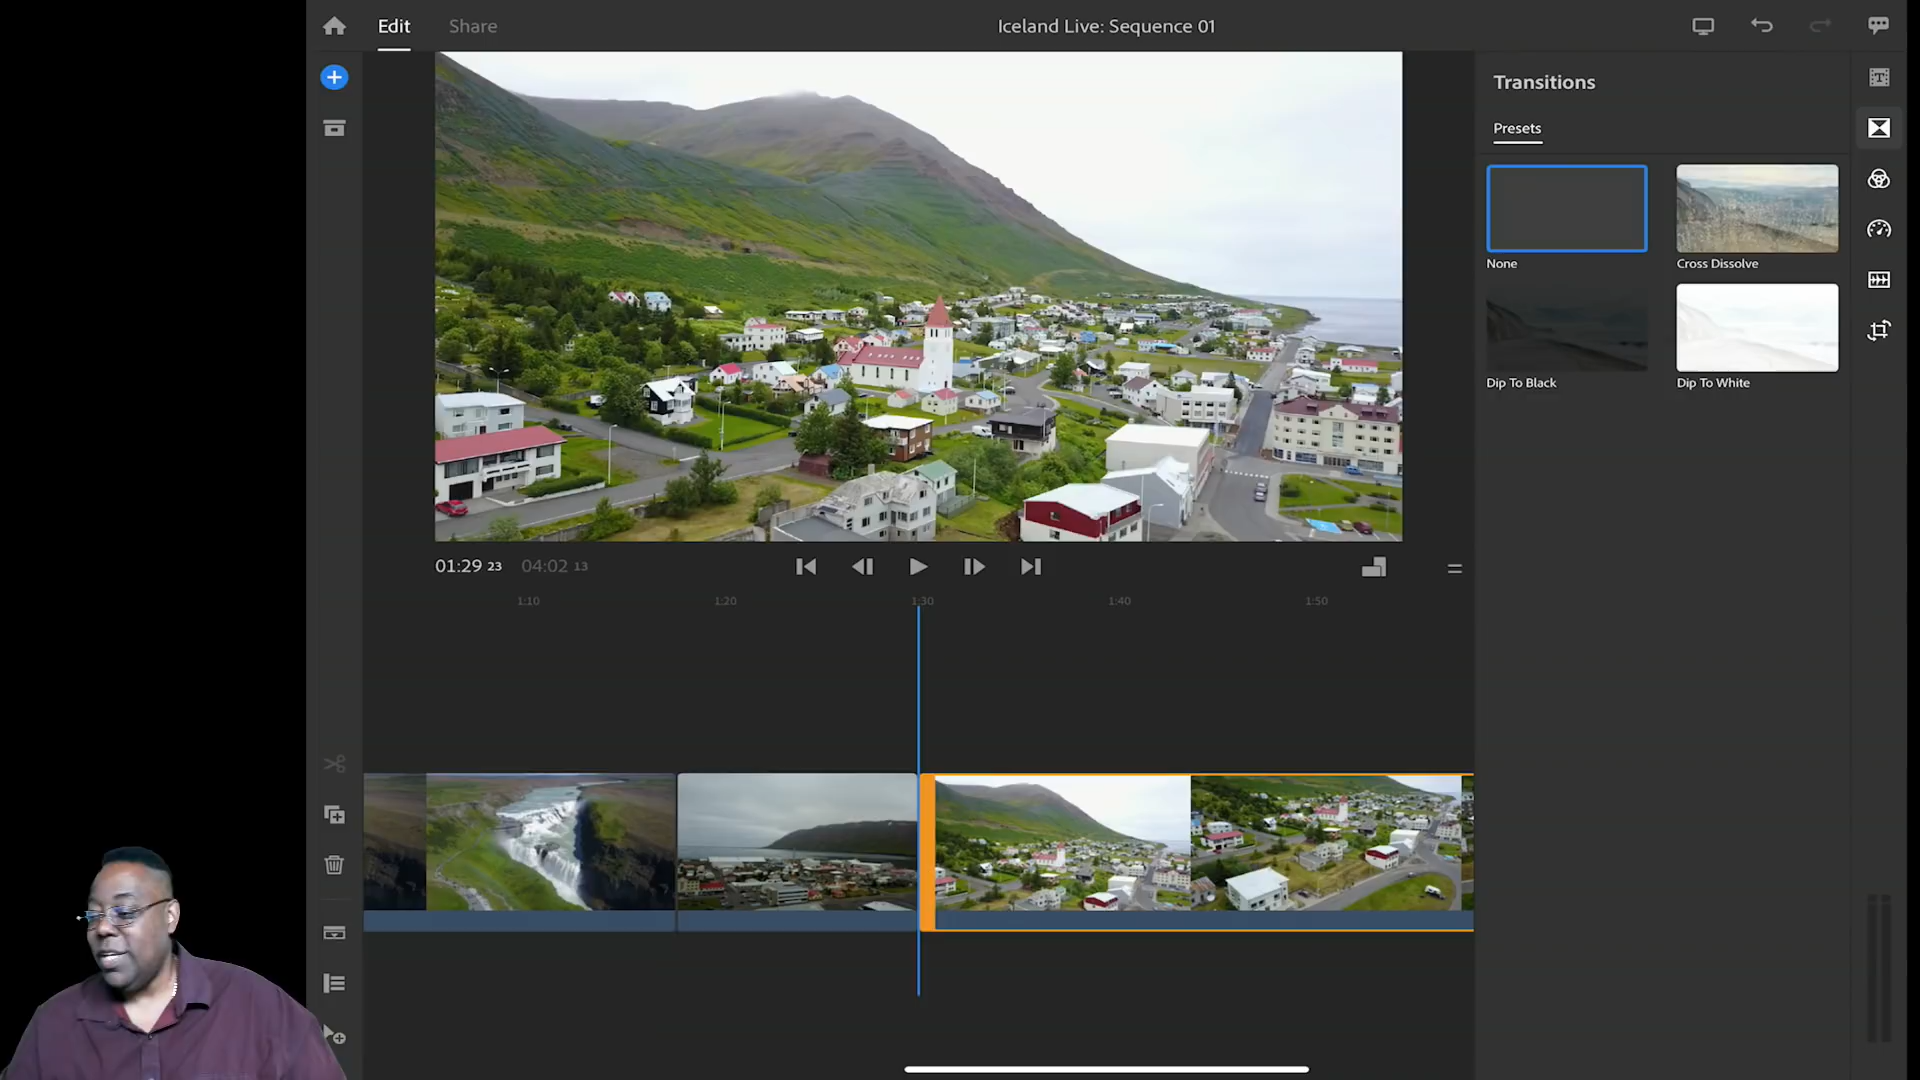 Edit
Share
Iceland Live: Sequence 01
Transitions
Presets
None
Cross Dissolve
Dip To Black
Dip To White
01:29 23
04:02 13
1:10
1:20
1:30
1:40
1:50